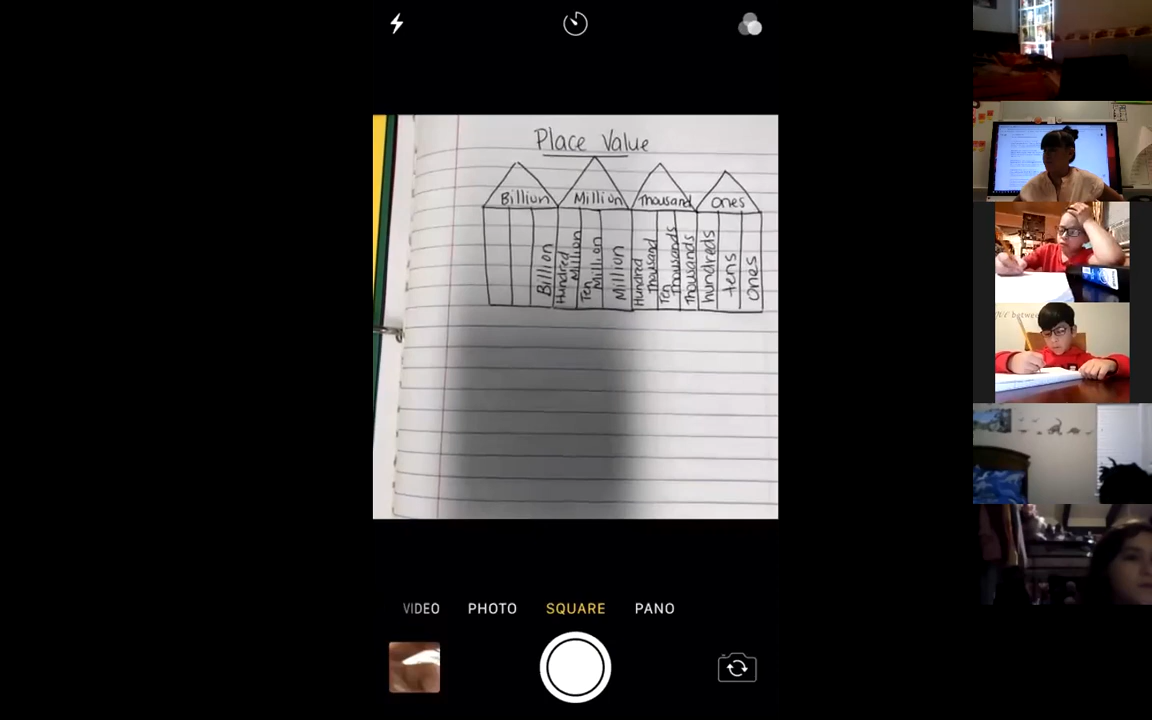 Place Value
Billion Million Thousand Ones
Billion
Hundred Million
Ten Million
Million
Hundred Thousand
Ten Thousands
Thousands
hundreds
tens
ones
VIDEO PHOTO SQUARE PANO